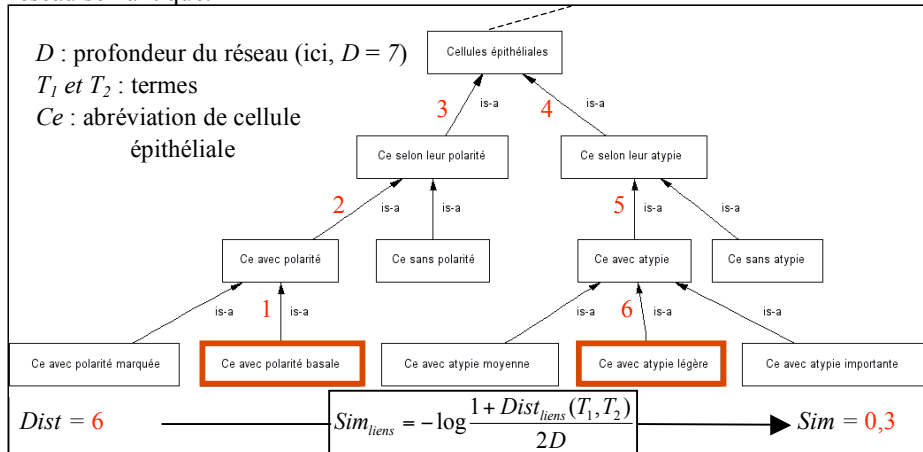 D : profondeur du réseau (ici, D = 7)
T1 et T2 : termes
Ce : abréviation de cellule
épithéliale
Cellules épithéliales
3 is-a is-a 4
Ce selon leur polarité Ce selon leur atypie
2 is-a is-a 5 is-a is-a
Ce avec polarité Ce sans polarité Ce avec atypie Ce sans atypie
is-a 1 is-a is-a 6 is-a is-a
Ce avec polarité marquée Ce avec polarité basale Ce avec atypie moyenne Ce avec atypie légère Ce avec atypie importante
Dist = 6 Sim_liens = -log (1 + Dist_liens(T1, T2)) / 2D Sim = 0,3